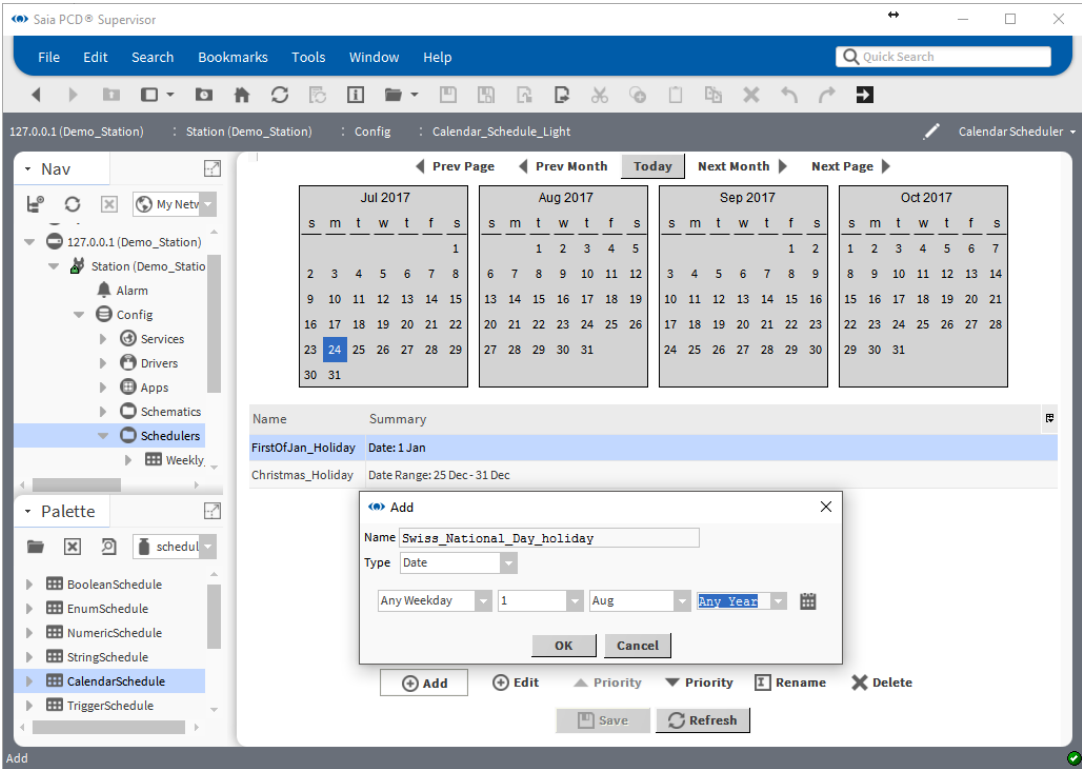 Saia PCD® Supervisor
File Edit Search Bookmarks Tools Window Help
Quick Search
127.0.0.1 (Demo_Station) : Station (Demo_Station) : Config : Calendar_Schedule_Light
Calendar Scheduler
Nav
My Netw
127.0.0.1 (Demo_Station)
Station (Demo_Statio
Alarm
Config
Services
Drivers
Apps
Schematics
Schedulers
Weekly
Palette
schedul
BooleanSchedule
EnumSchedule
NumericSchedule
StringSchedule
CalendarSchedule
TriggerSchedule
Prev Page Prev Month Today Next Month Next Page
Jul 2017
s m t w t f s
1
2 3 4 5 6 7 8
9 10 11 12 13 14 15
16 17 18 19 20 21 22
23 24 25 26 27 28 29
30 31
Aug 2017
s m t w t f s
1 2 3 4 5
6 7 8 9 10 11 12
13 14 15 16 17 18 19
20 21 22 23 24 25 26
27 28 29 30 31
Sep 2017
s m t w t f s
1 2
3 4 5 6 7 8 9
10 11 12 13 14 15 16
17 18 19 20 21 22 23
24 25 26 27 28 29 30
Oct 2017
s m t w t f s
1 2 3 4 5 6 7
8 9 10 11 12 13 14
15 16 17 18 19 20 21
22 23 24 25 26 27 28
29 30 31
Name Summary
FirstOfJan_Holiday Date: 1 Jan
Christmas_Holiday Date Range: 25 Dec - 31 Dec
Add
Name Swiss_National_Day_holiday
Type Date
Any Weekday 1 Aug Any Year
OK Cancel
Add Edit Priority Priority Rename Delete
Save Refresh
Add